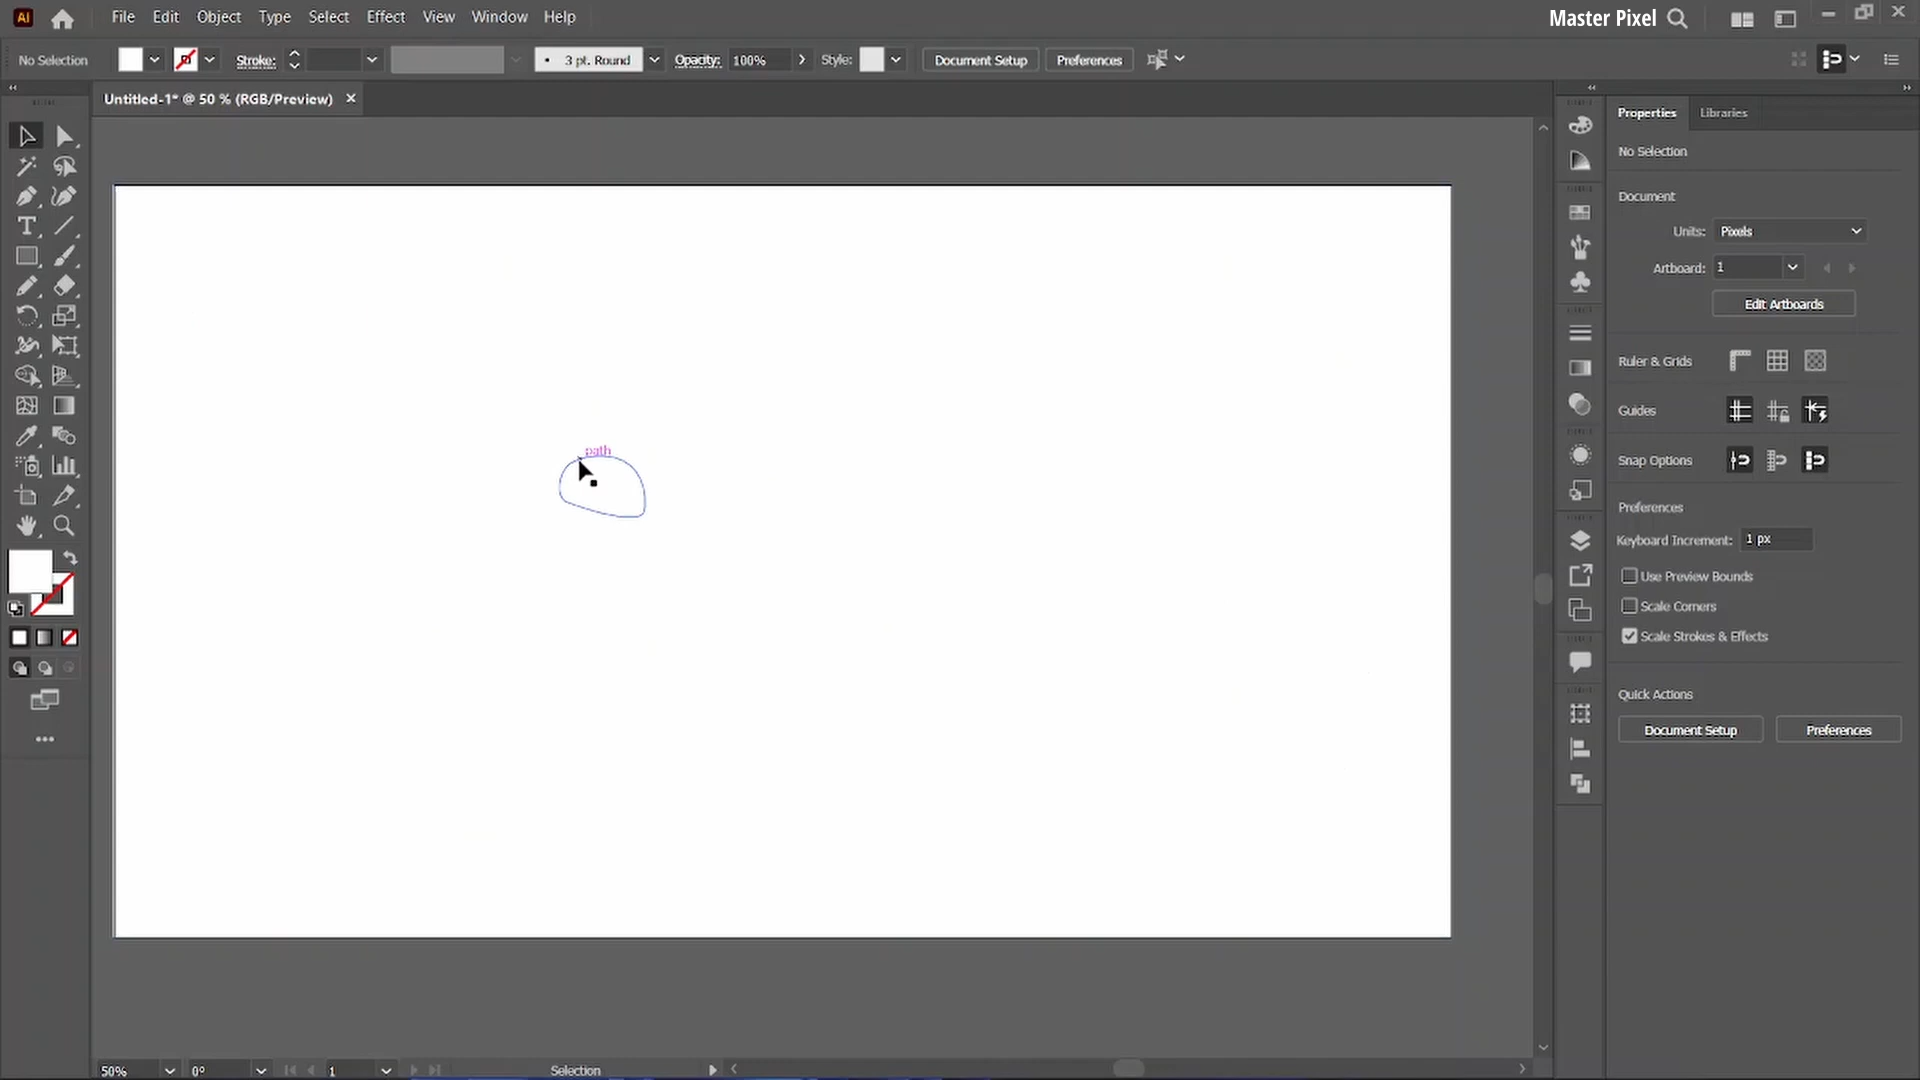 Ai File Edit Object Type Select Effect View Window Help Master Pixel
No Selection Stroke: 3 pt. Round Opacity: 100% Style: Document Setup Preferences
Untitled-1* @ 50 % (RGB/Preview)
Properties Libraries
No Selection
Document
Units: Pixels
Artboard: 1
Edit Artboards
Ruler & Grids
Guides
path
Snap Options
Preferences
Keyboard Increment: 1 px
Use Preview Bounds
Scale Corners
Scale Strokes & Effects
Quick Actions
Document Setup Preferences
50% 0° 1 Selection